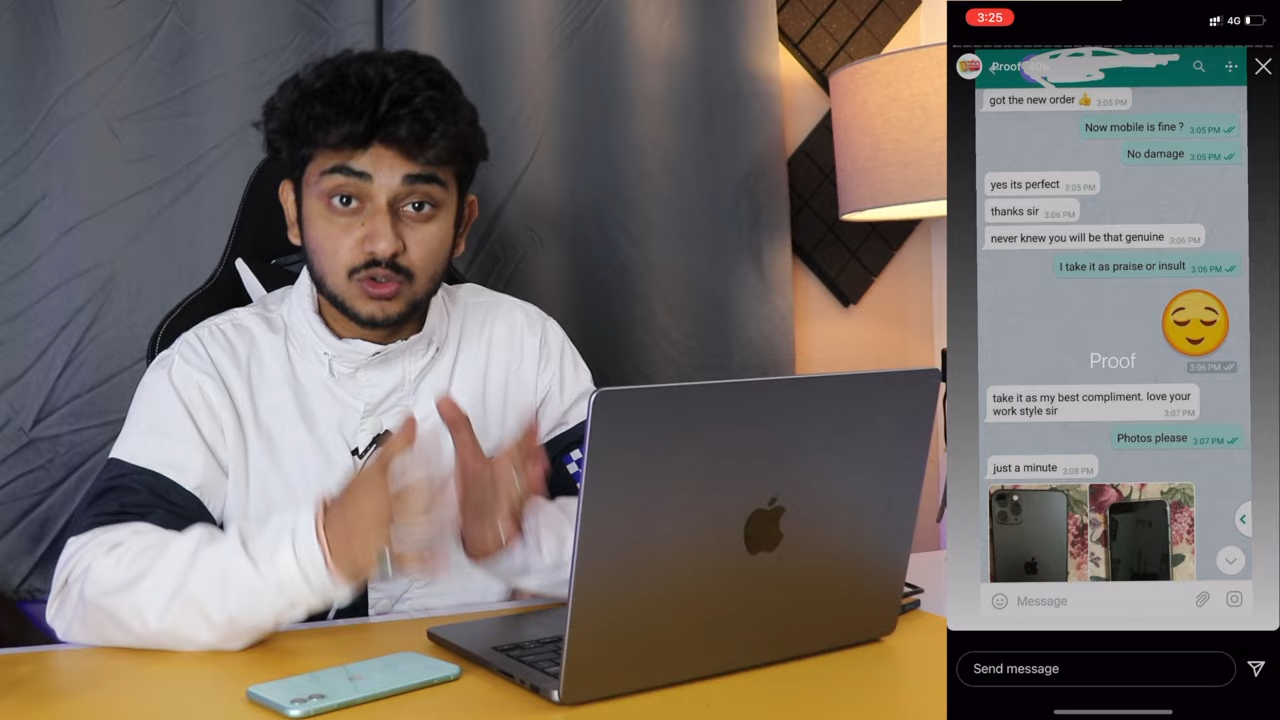 3:25
4G
Proof
got the new order 👍 3:05 PM
Now mobile is fine ? 3:05 PM
No damage 3:05 PM
yes its perfect 3:05 PM
thanks sir 3:06 PM
never knew you will be that genuine 3:06 PM
I take it as praise or insult 3:06 PM
Proof
3:06 PM
take it as my best compliment. love your
work style sir
3:07 PM
Photos please 3:07 PM
just a minute 3:08 PM
Message
Send message